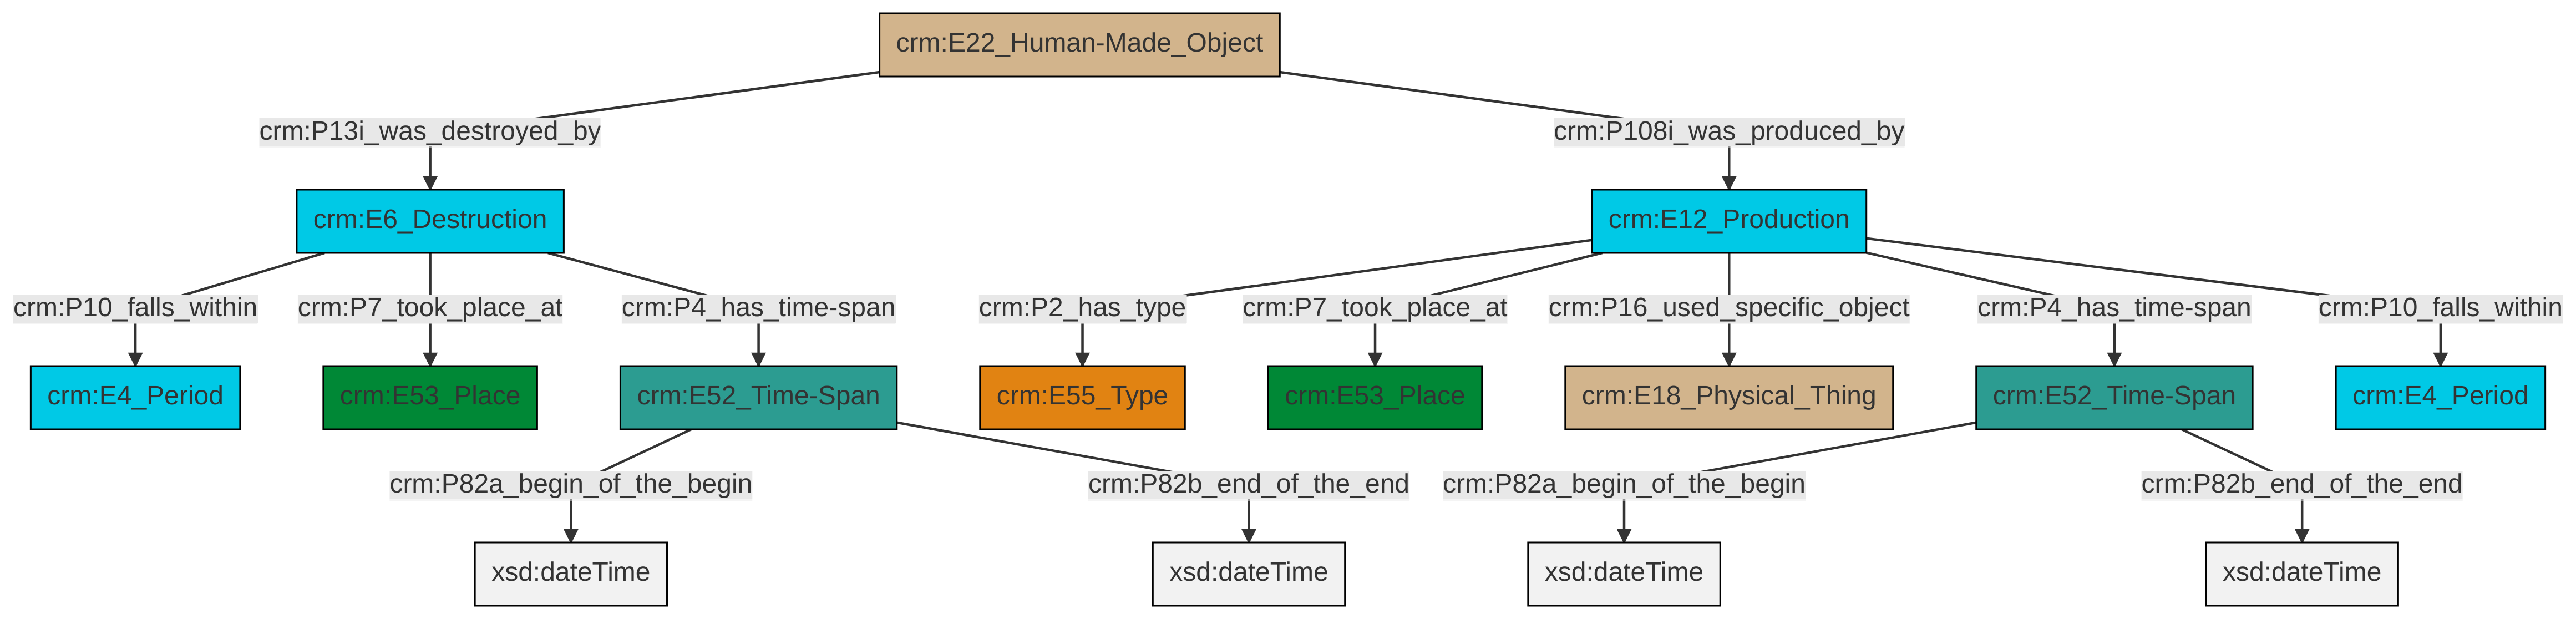 crm:E22_Human-Made_Object
crm:P13i_was_destroyed_by
crm:P108i_was_produced_by
crm:E6_Destruction
crm:E12_Production
crm:P10_falls_within
crm:P7_took_place_at
crm:P4_has_time-span
crm:P2_has_type
crm:P7_took_place_at
crm:P16_used_specific_object
crm:P4_has_time-span
crm:P10_falls_within
crm:E4_Period
crm:E53_Place
crm:E52_Time-Span
crm:E55_Type
crm:E53_Place
crm:E18_Physical_Thing
crm:E52_Time-Span
crm:E4_Period
crm:P82a_begin_of_the_begin
crm:P82b_end_of_the_end
crm:P82a_begin_of_the_begin
crm:P82b_end_of_the_end
xsd:dateTime
xsd:dateTime
xsd:dateTime
xsd:dateTime